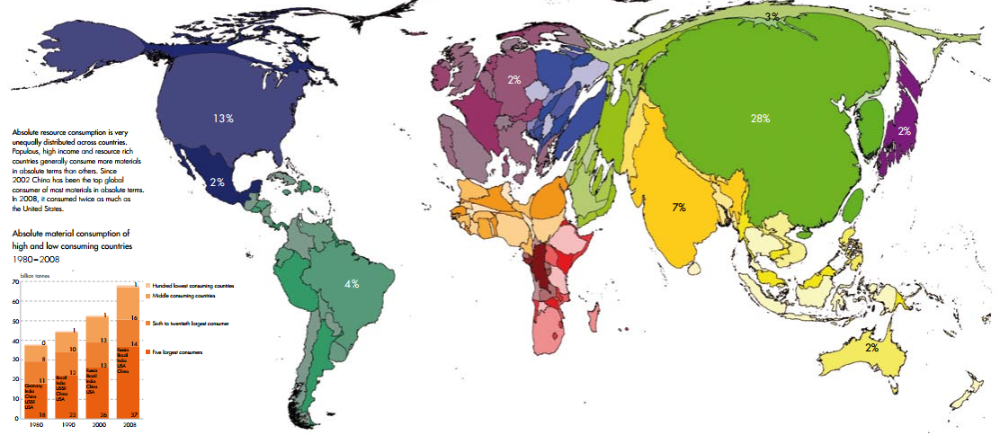 3%
13%
2%
28%
2%
2%
7%
4%
2%
Absolute resource consumption is very
unequally distributed across countries.
Populous, high income and resource rich
countries generally consume more materials
in absolute terms than others. Since
2002 China has been the top global
consumer of most materials in absolute terms.
In 2008, it consumed twice as much as
the United States.
Absolute material consumption of
high and low consuming countries
1980–2008
billion tonnes
70
60
50
40
30
20
10
0
0
8
11
Germany
India
China
USSR
USA
18
1980
1
10
12
Brazil
India
USSR
China
USA
22
1990
1
13
13
Russia
Brazil
India
China
USA
26
2000
1
16
14
Russia
Brazil
India
USA
China
37
2008
Hundred lowest consuming countries
Middle consuming countries
Sixth to twentieth largest consumer
Five largest consumers